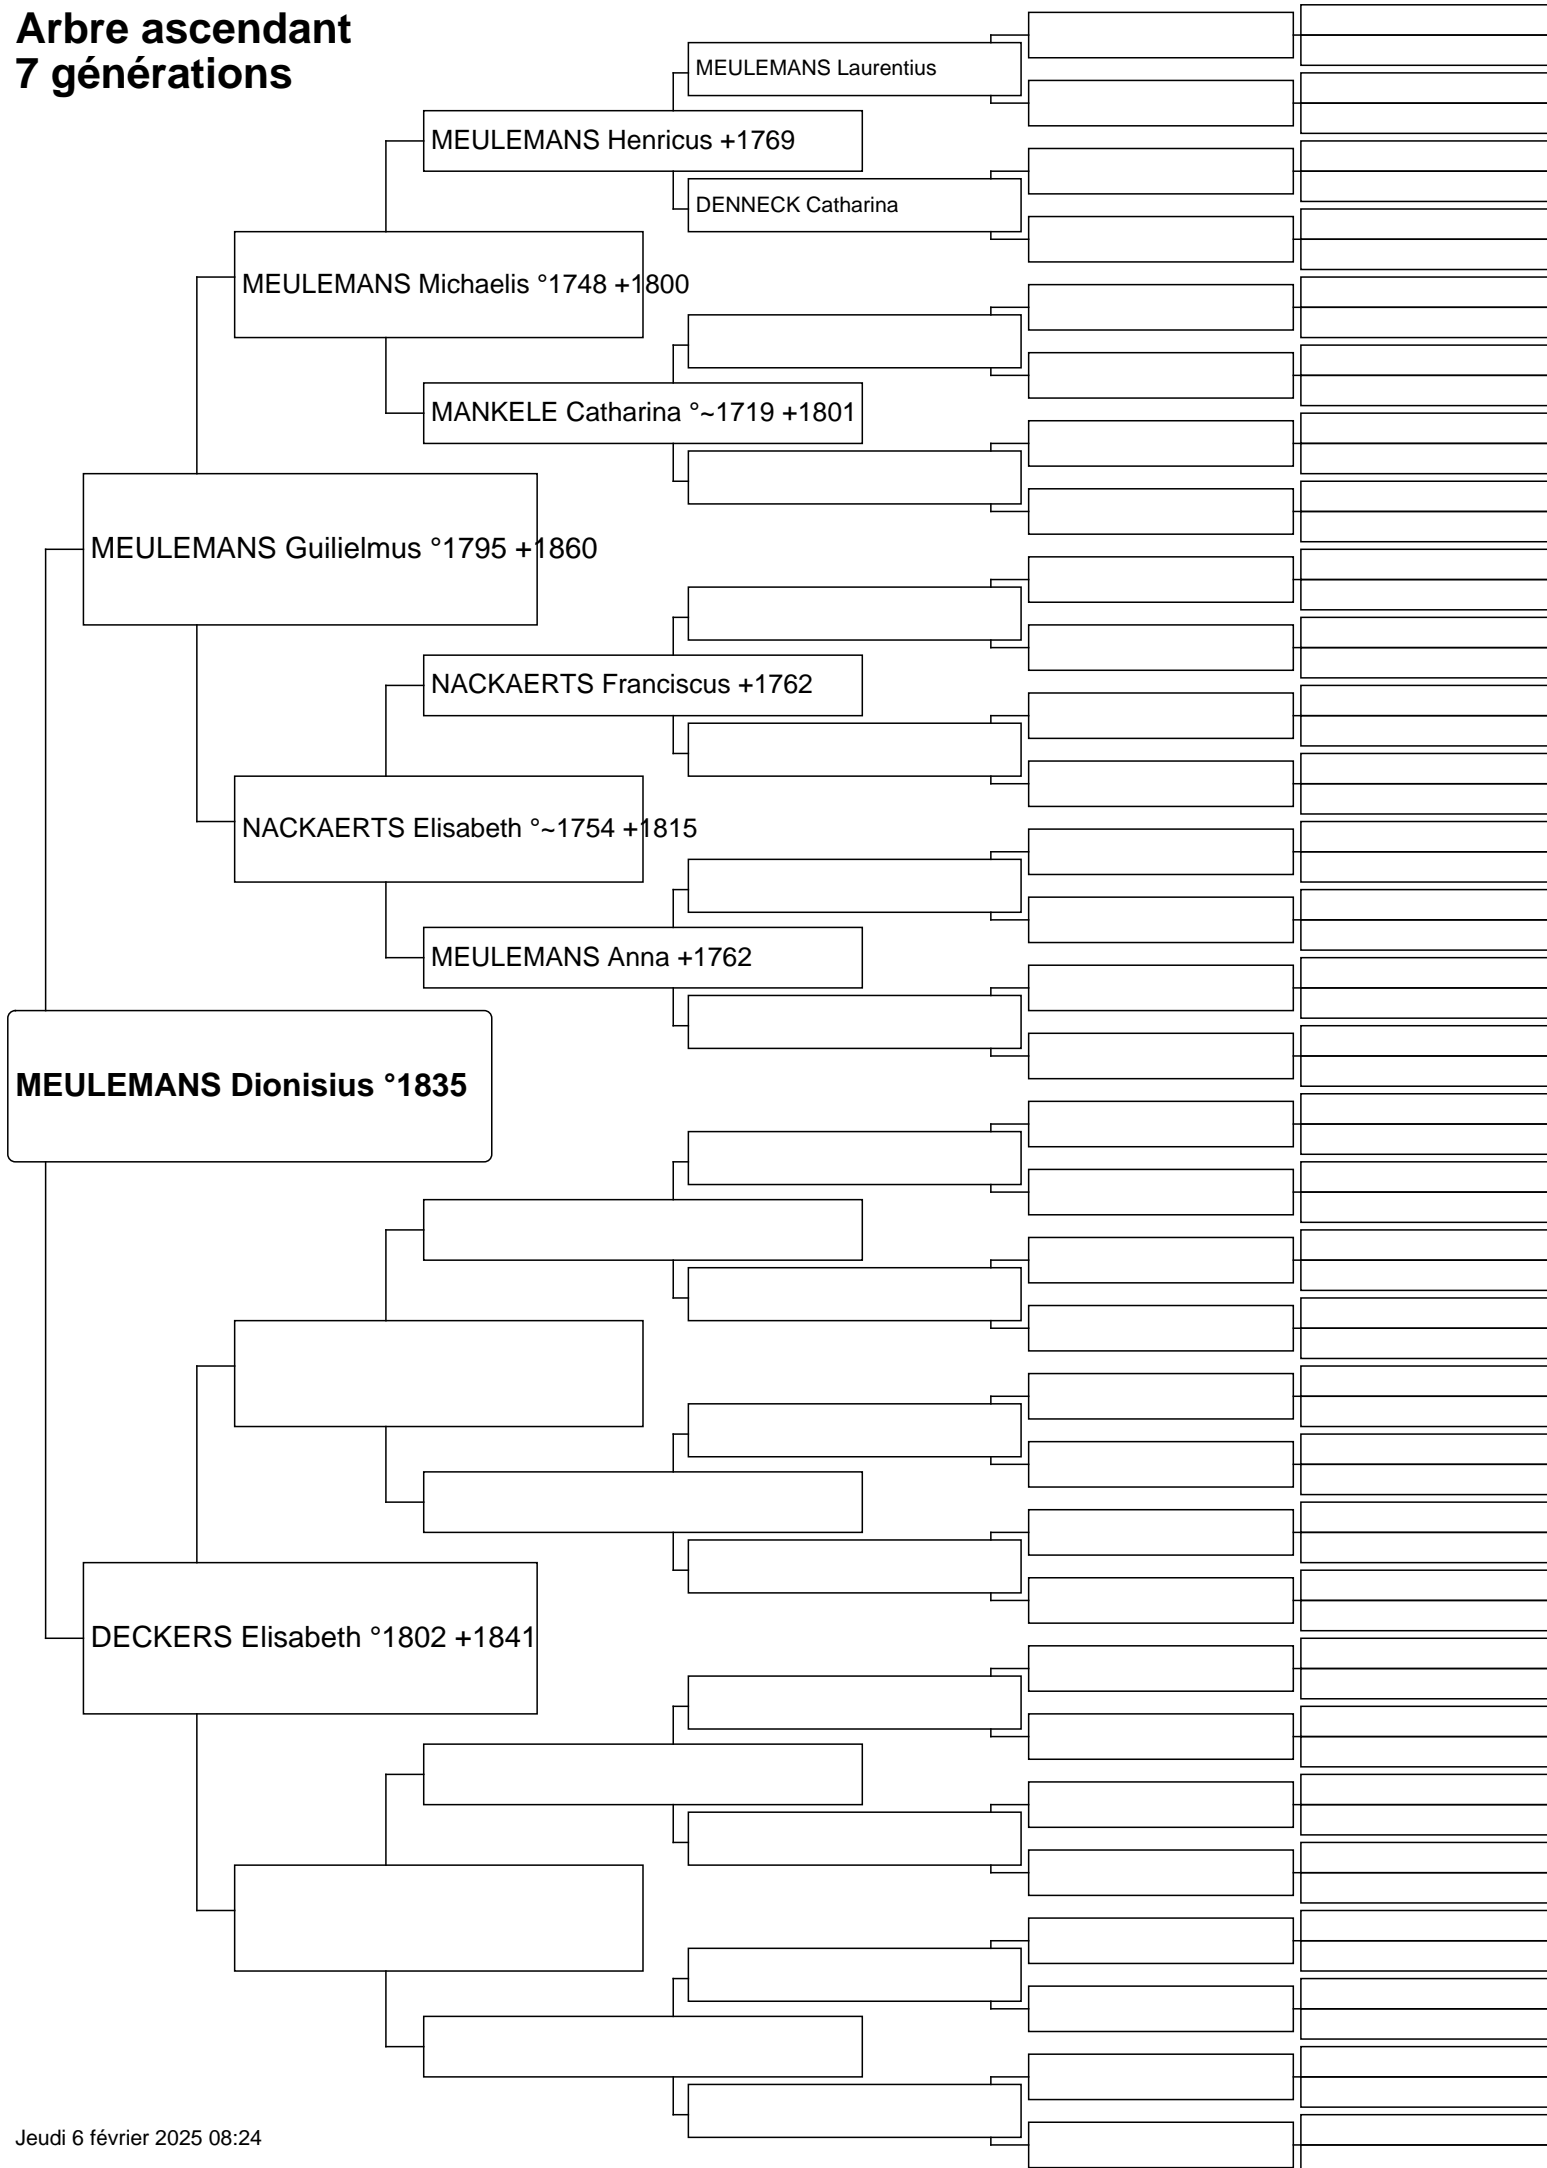 Arbre ascendant
7 générations
MEULEMANS Laurentius
MEULEMANS Henricus +1769
DENNECK Catharina
MEULEMANS Michaelis °1748 +1800
MANKELE Catharina °~1719 +1801
MEULEMANS Guilielmus °1795 +1860
NACKAERTS Franciscus +1762
NACKAERTS Elisabeth °~1754 +1815
MEULEMANS Anna +1762
MEULEMANS Dionisius °1835
DECKERS Elisabeth °1802 +1841
Jeudi 6 février 2025 08:24